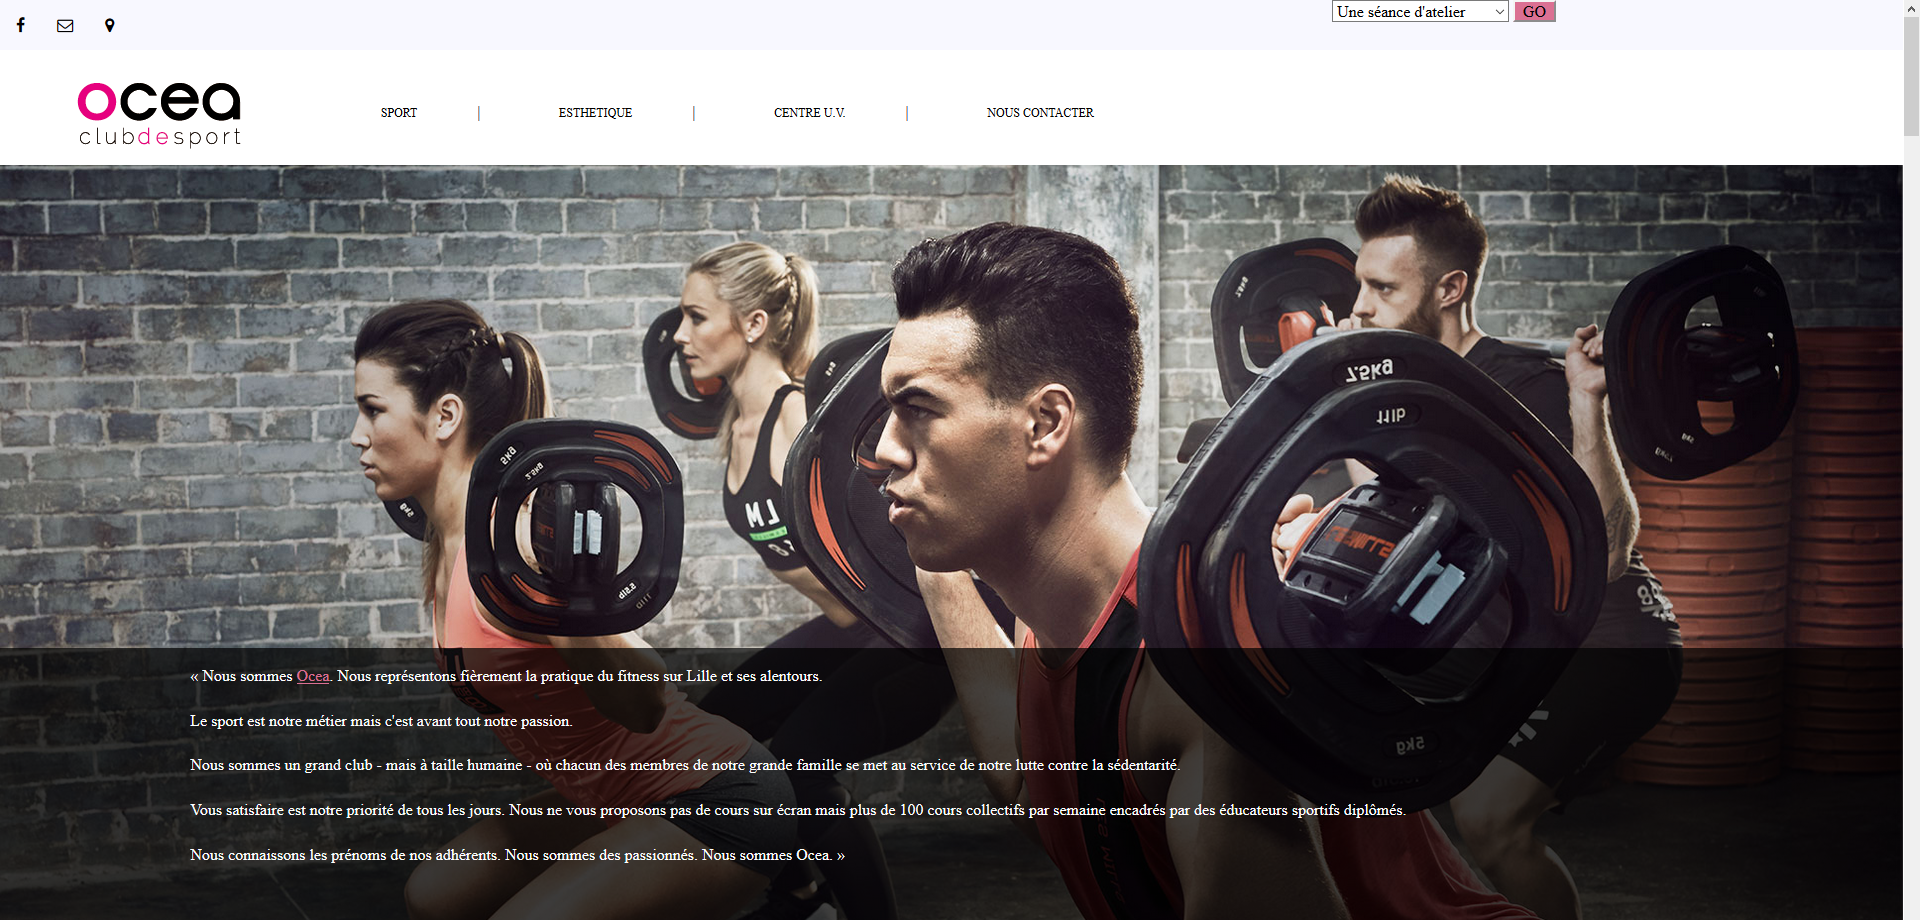 Une séance d'atelier GO
ocea
clubdesport
SPORT | ESTHETIQUE | CENTRE U.V. | NOUS CONTACTER
7.5kg
11lb
5kg
« Nous sommes Ocea. Nous représentons fièrement la pratique du fitness sur Lille et ses alentours.
Le sport est notre métier mais c'est avant tout notre passion.
Nous sommes un grand club - mais à taille humaine - où chacun des membres de notre grande famille se met au service de notre lutte contre la sédentarité.
Vous satisfaire est notre priorité de tous les jours. Nous ne vous proposons pas de cours sur écran mais plus de 100 cours collectifs par semaine encadrés par des éducateurs sportifs diplômés.
Nous connaissons les prénoms de nos adhérents. Nous sommes des passionnés. Nous sommes Ocea. »